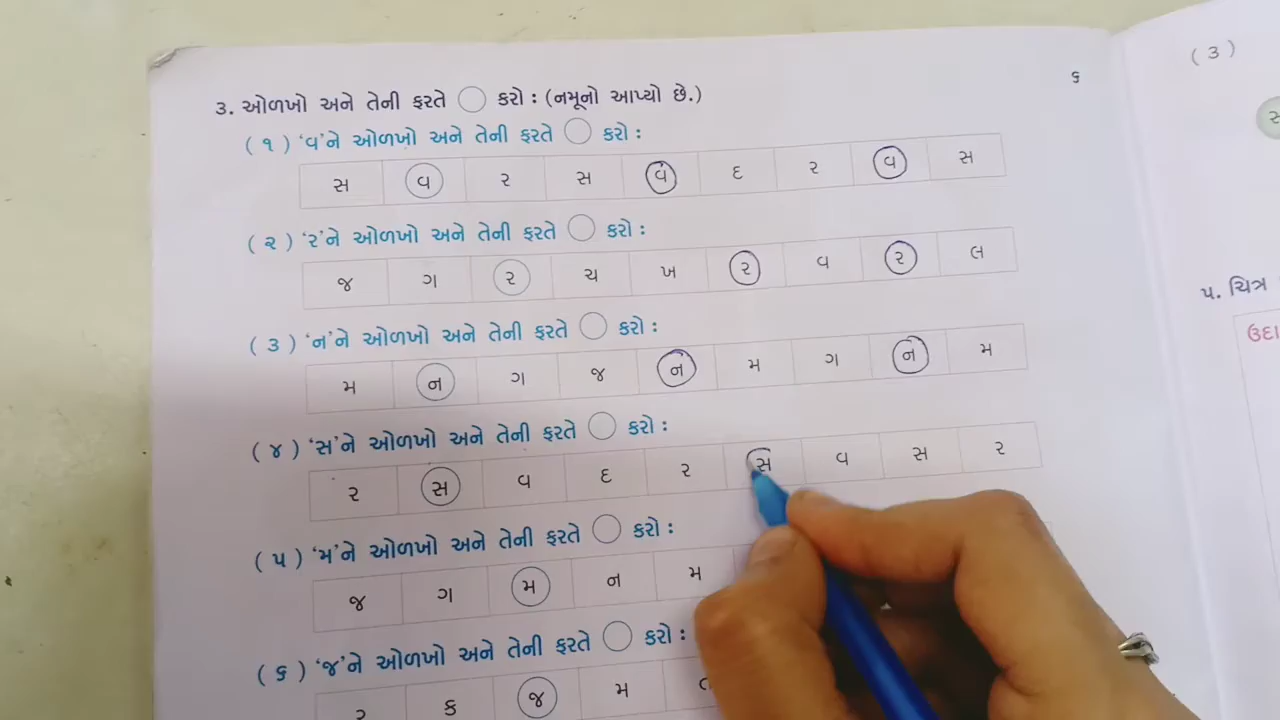 ૬
૩. ઓળખો અને તેની ફરતે ◯ કરો : (નમૂનો આપ્યો છે.)
(૧) ‘વ’ને ઓળખો અને તેની ફરતે ◯ કરો :
સ વ ર સ વ દ ર વ સ
(૨) ‘ર’ને ઓળખો અને તેની ફરતે ◯ કરો :
જ ગ ર ચ ખ ર વ ર લ
(૩) ‘ન’ને ઓળખો અને તેની ફરતે ◯ કરો :
મ ન ગ જ ન મ ગ ન મ
(૪) ‘સ’ને ઓળખો અને તેની ફરતે ◯ કરો :
ર સ વ દ ર સ વ સ ર
(૫) ‘મ’ને ઓળખો અને તેની ફરતે ◯ કરો :
જ ગ મ ન મ
(૬) ‘જ’ને ઓળખો અને તેની ફરતે ◯ કરો :
ર ક જ મ
(૩)
૫. ચિત્ર